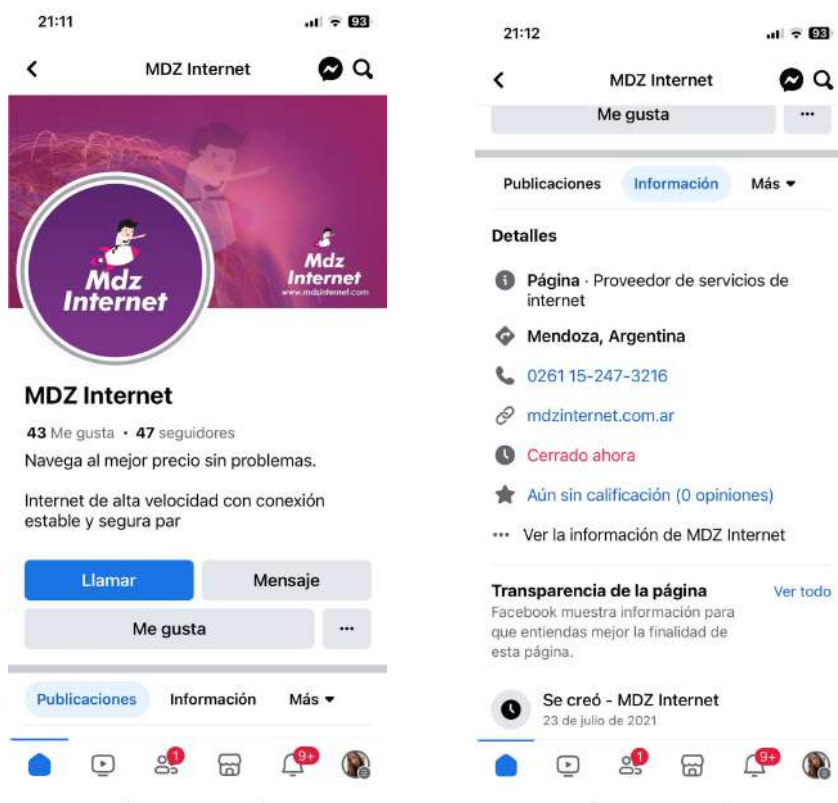 21:11
93
MDZ Internet
Mdz
Internet
Mdz
Internet
www.mdzinternet.com
MDZ Internet
43 Me gusta • 47 seguidores
Navega al mejor precio sin problemas.
Internet de alta velocidad con conexión
estable y segura par
Llamar
Mensaje
Me gusta
...
Publicaciones
Información
Más
1
9+
21:12
93
MDZ Internet
Me gusta
...
Publicaciones
Información
Más
Detalles
Página · Proveedor de servicios de
internet
Mendoza, Argentina
0261 15-247-3216
mdzinternet.com.ar
Cerrado ahora
Aún sin calificación (0 opiniones)
... Ver la información de MDZ Internet
Transparencia de la página
Ver todo
Facebook muestra información para
que entiendas mejor la finalidad de
esta página.
Se creó - MDZ Internet
23 de julio de 2021
1
9+